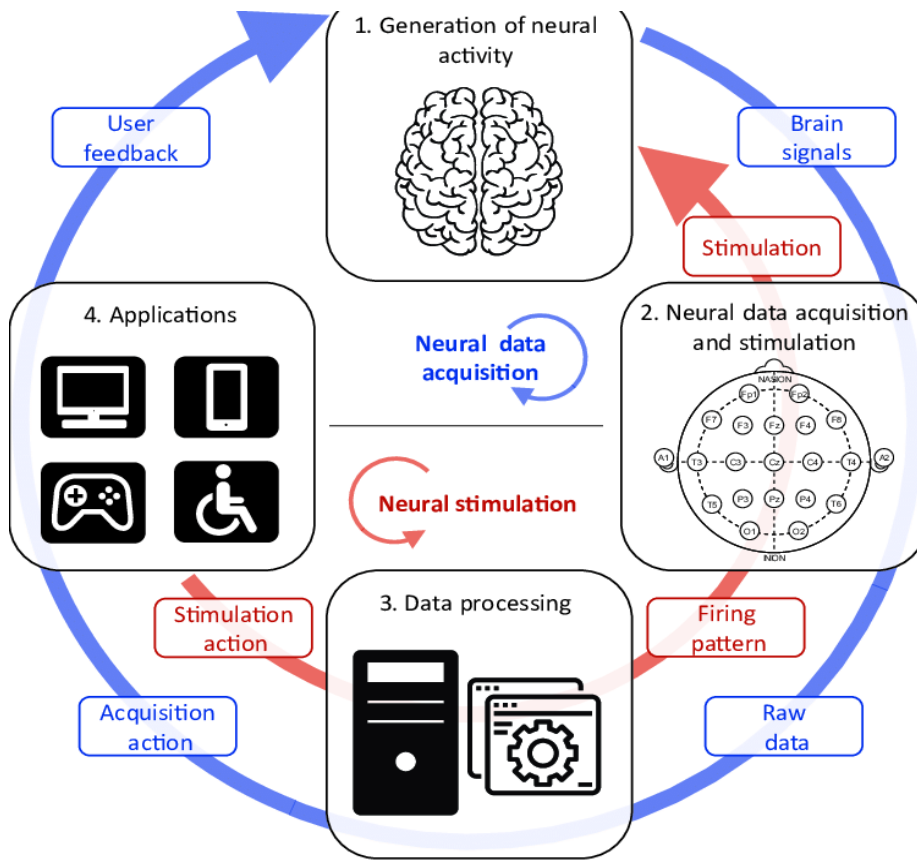 1. Generation of neural
activity
User
feedback
Brain
signals
Stimulation
4. Applications
Neural data
acquisition
2. Neural data acquisition
and stimulation
NASION
Fp1
Fp2
F7
F3
Fz
F4
F8
A1
T3
C3
Cz
C4
T4
A2
T5
P3
Pz
P4
T6
O1
O2
INION
Neural stimulation
Stimulation
action
3. Data processing
Firing
pattern
Acquisition
action
Raw
data